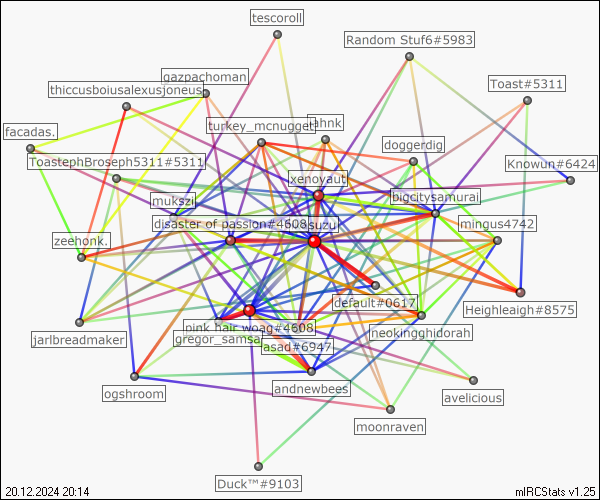 tescoroll
Random Stuf6#5983
gazpachoman
Toast#5311
thiccusboiusalexusjoneus
turkey_mcnugget
facadas.
doggerdig
ToastephBroseph5311#5311
Knowun#6424
xenovaut
mukszi
bigcitysamurai
disaster of passion#4608
suzui
mingus4742
zeehonk.
default#0617
Heighleaigh#8575
pink hair woag#4608
neokingghidorah
jarlbreadmaker
gregor_samsa
asad#6947
ogshroom
andnewbees
avelicious
moonraven
Duck™#9103
20.12.2024 20:14
mIRCStats v1.25